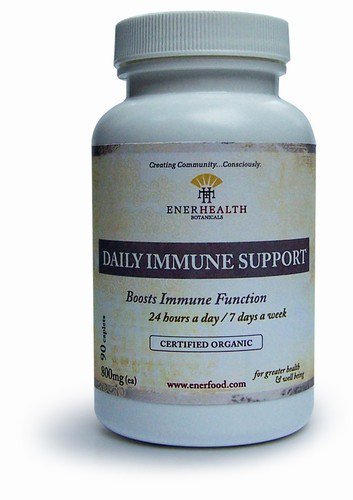 Creating Community...Consciously.
ENERHEALTH
BOTANICALS
DAILY IMMUNE SUPPORT
Boosts Immune Function
24 hours a day / 7 days a week
CERTIFIED ORGANIC
90 caplets
800mg (ea)
www.enerfood.com
for greater health
& well being